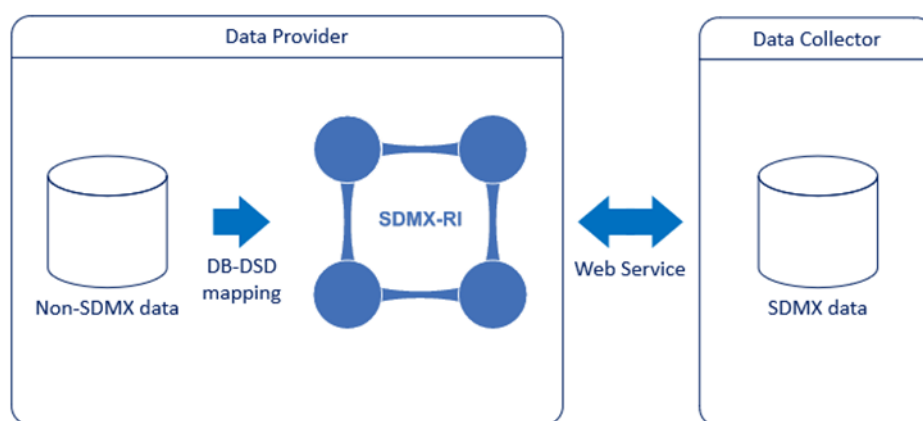 Data Provider
Data Collector
SDMX-RI
DB-DSD
mapping
Non-SDMX data
Web Service
SDMX data